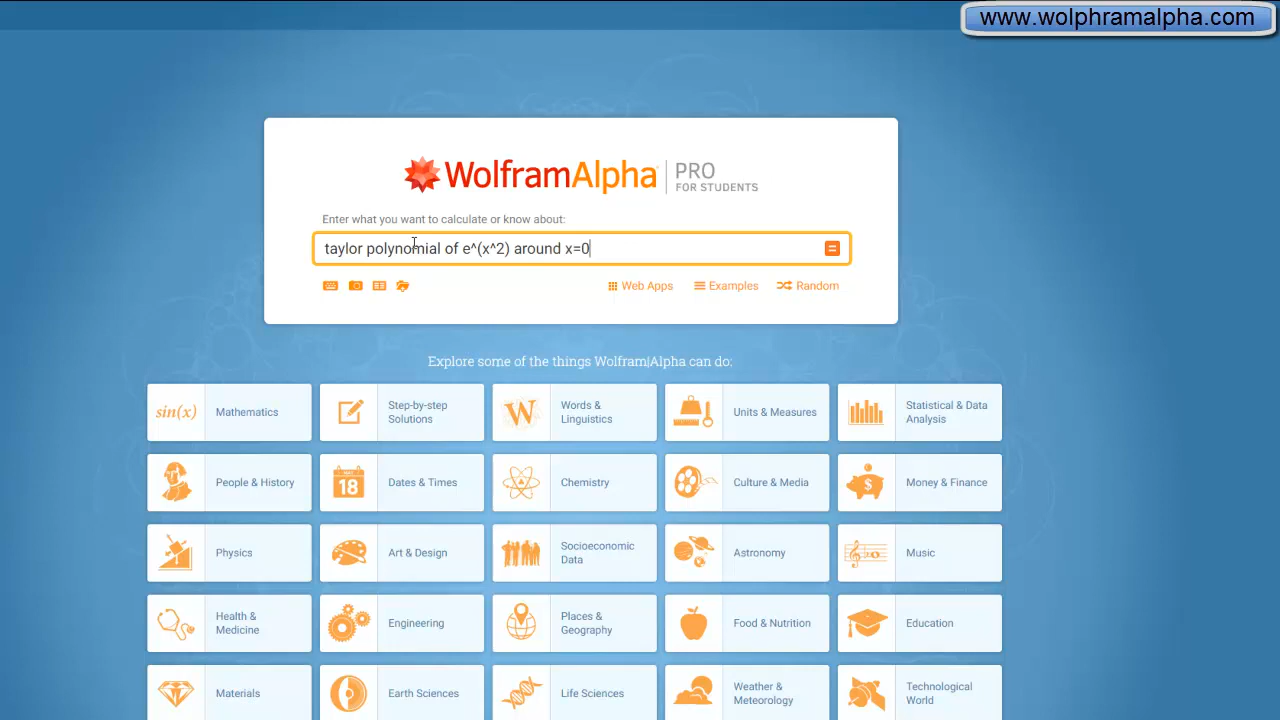 www.wolphramalpha.com
WolframAlpha PRO
FOR STUDENTS
Enter what you want to calculate or know about:
taylor polynomial of e^(x^2) around x=0
Web Apps Examples Random
Explore some of the things Wolfram|Alpha can do:
sin(x) Mathematics
Step-by-step
Solutions
W Words &
Linguistics
Units & Measures
Statistical & Data
Analysis
People & History
18 Dates & Times
Chemistry
Culture & Media
$ Money & Finance
Physics
Art & Design
Socioeconomic
Data
Astronomy
Music
Health &
Medicine
Engineering
Places &
Geography
Food & Nutrition
Education
Materials
Earth Sciences
Life Sciences
Weather &
Meteorology
Technological
World